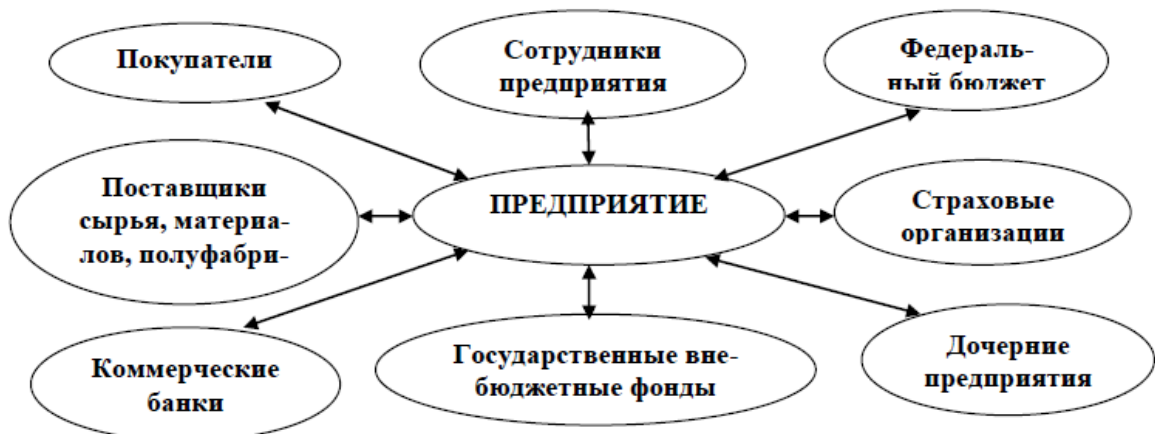 Покупатели
Сотрудники
предприятия
Федераль-
ный бюджет
Поставщики
сырья, материа-
лов, полуфабри-
ПРЕДПРИЯТИЕ
Страховые
организации
Коммерческие
банки
Государственные вне-
бюджетные фонды
Дочерние
предприятия